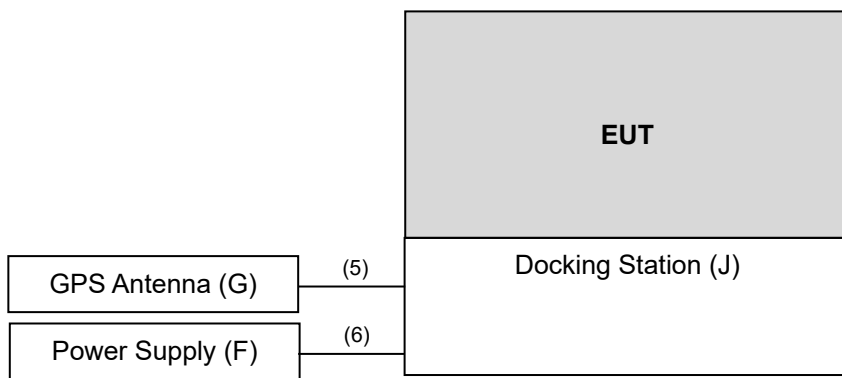 EUT
Docking Station (J)
GPS Antenna (G)
(5)
Power Supply (F)
(6)